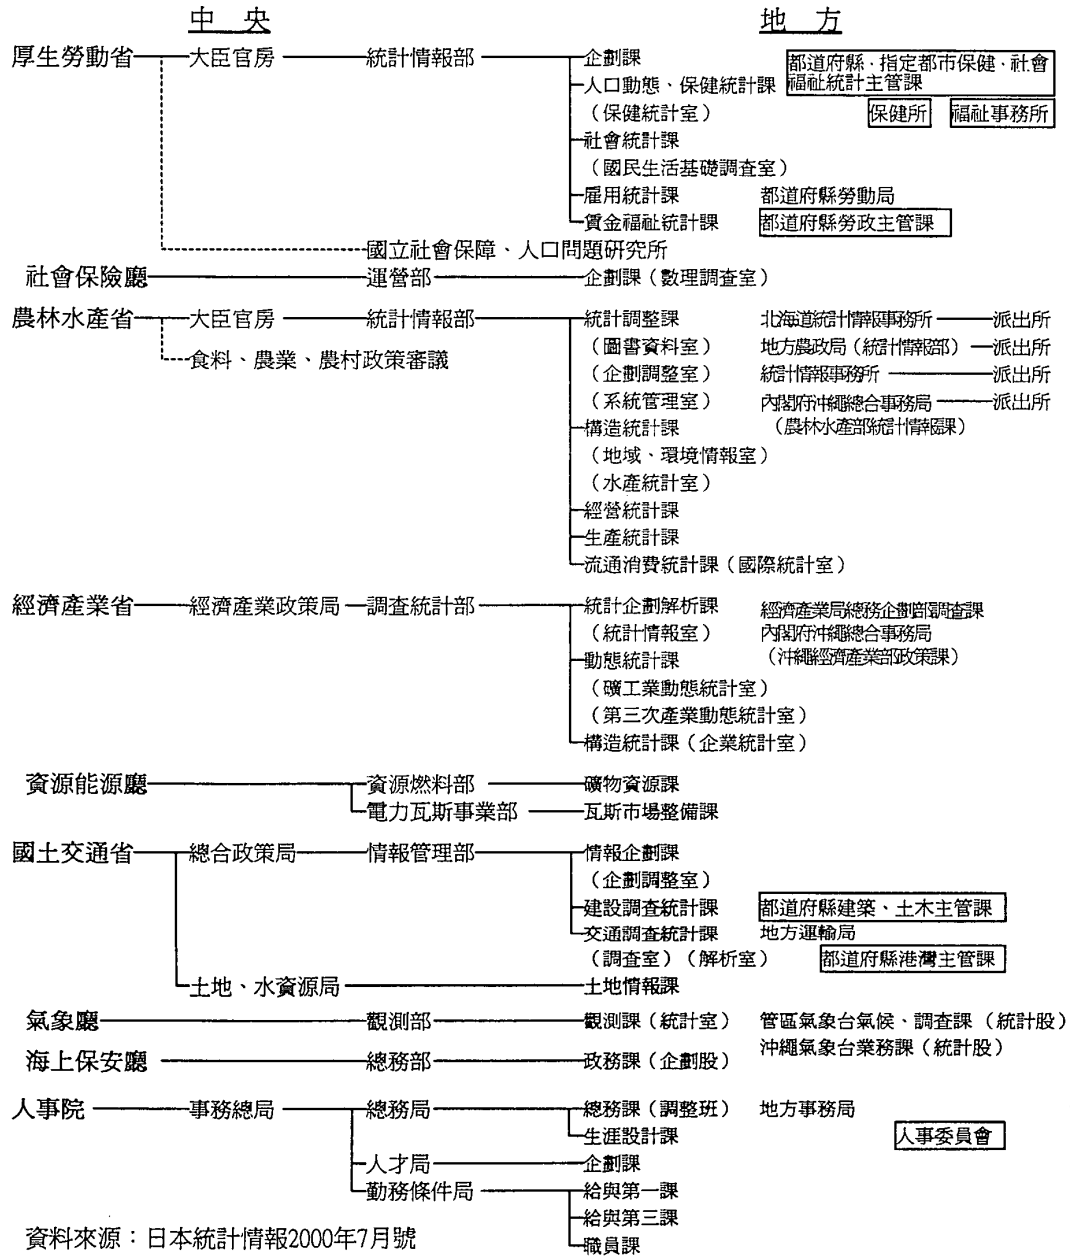 中　央　地　方
厚生勞動省　大臣官房　統計情報部　企劃課　都道府縣、指定都市保健、社會
人口動態、保健統計課　福祉統計主管課
（保健統計室）　保健所　福祉事務所
社會統計課
（國民生活基礎調查室）
雇用統計課　都道府縣勞動局
賃金福祉統計課　都道府縣勞政主管課
國立社會保障、人口問題研究所
社會保險廳　運營部　企劃課（數理調查室）
農林水產省　大臣官房　統計情報部　統計調整課　北海道統計情報事務所　派出所
食料、農業、農村政策審議　（圖書資料室）　地方農政局（統計情報部）　派出所
（企劃調整室）　統計情報事務所　派出所
（系統管理室）　內閣府沖繩總合事務局　派出所
構造統計課　（農林水產部統計情報課）
（地域、環境情報室）
（水產統計室）
經營統計課
生產統計課
流通消費統計課（國際統計室）
經濟產業省　經濟產業政策局　調查統計部　統計企劃解析課　經濟產業局總務企劃部調查課
（統計情報室）　內閣府沖繩總合事務局
動態統計課　（沖繩經濟產業部政策課）
（礦工業動態統計室）
（第三次產業動態統計室）
構造統計課（企業統計室）
資源能源廳　資源燃料部　礦物資源課
電力瓦斯事業部　瓦斯市場整備課
國土交通省　總合政策局　情報管理部　情報企劃課
（企劃調整室）
建設調查統計課　都道府縣建築、土木主管課
交通調查統計課　地方運輸局
（調查室）（解析室）　都道府縣港灣主管課
土地、水資源局　土地情報課
氣象廳　觀測部　觀測課（統計室）　管區氣象台氣候、調查課（統計股）
沖繩氣象台業務課（統計股）
海上保安廳　總務部　政務課（企劃股）
人事院　事務總局　總務局　總務課（調整班）　地方事務局
生涯設計課　人事委員會
人才局　企劃課
勤務條件局　給與第一課
給與第三課
職員課
資料來源：日本統計情報2000年7月號